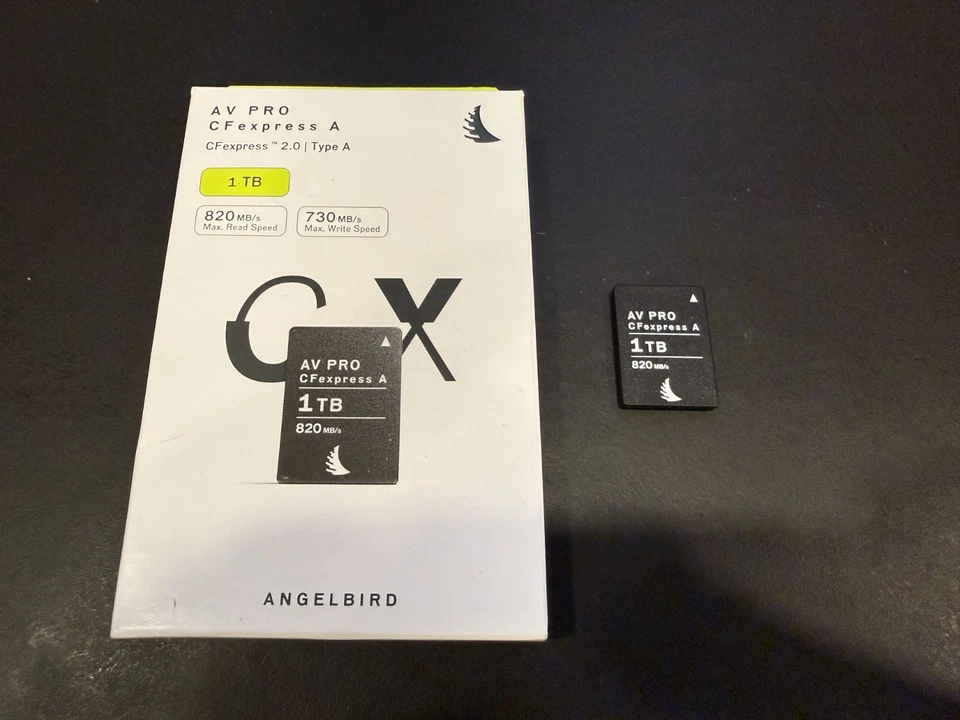 AV PRO
CFexpress A
CFexpress™ 2.0 | Type A
1 TB
820 MB/s
Max. Read Speed
730 MB/s
Max. Write Speed
CX
AV PRO
CFexpress A
1 TB
820 MB/s
ANGELBIRD
AV PRO
CFexpress A
1 TB
820 MB/s